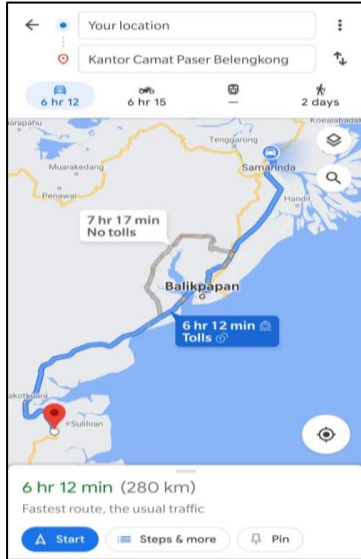 Your location
Kantor Camat Paser Belengkong
6 hr 12
6 hr 15
—
2 days
Tenggarong
Samarinda
Muarakedang
Penawai
Handil
7 hr 17 min
No tolls
Balikpapan
6 hr 12 min
Tolls
Suliliran
6 hr 12 min (280 km)
Fastest route, the usual traffic
Start
Steps & more
Pin